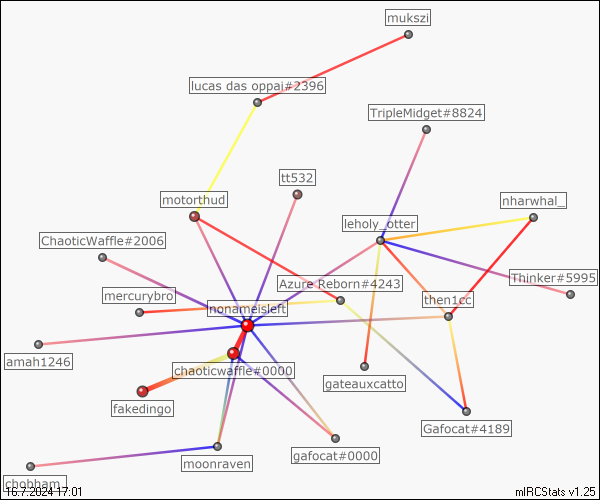 mukszi
lucas das oppai#2396
TripleMidget#8824
tt532
motorthud
nharwhal_
leholy_otter
ChaoticWaffle#2006
Thinker#5995
Azure Reborn#4243
mercurybro
then1cc
nonameisleft
amah1246
chaoticwaffle#0000
gateauxcatto
fakedingo
Gafocat#4189
gafocat#0000
moonraven
chobham_
16.7.2024 17:01
mIRCStats v1.25